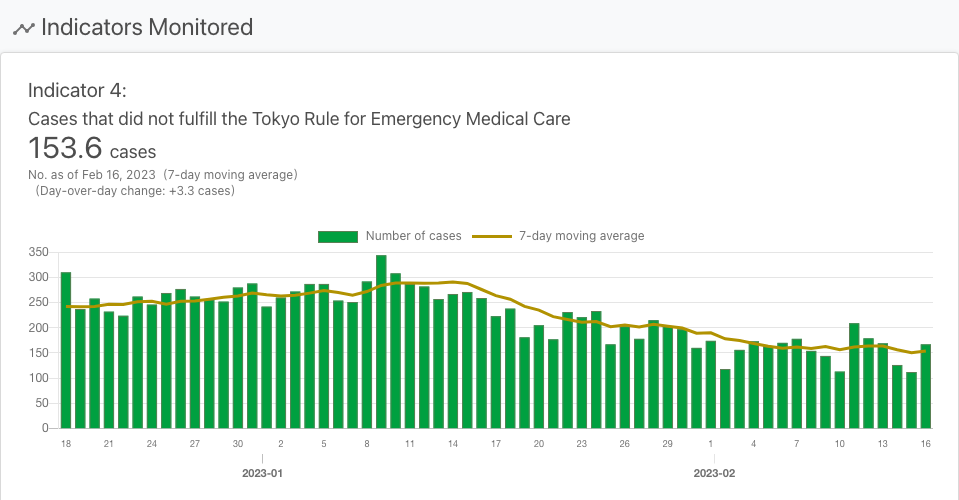 Indicators Monitored
Indicator 4:
Cases that did not fulfill the Tokyo Rule for Emergency Medical Care
153.6 cases
No. as of Feb 16, 2023 (7-day moving average)
(Day-over-day change: +3.3 cases)
Number of cases 7-day moving average
350
300
250
200
150
100
50
0
18 21 24 27 30 2 5 8 11 14 17 20 23 26 29 1 4 7 10 13 16
2023-01 2023-02